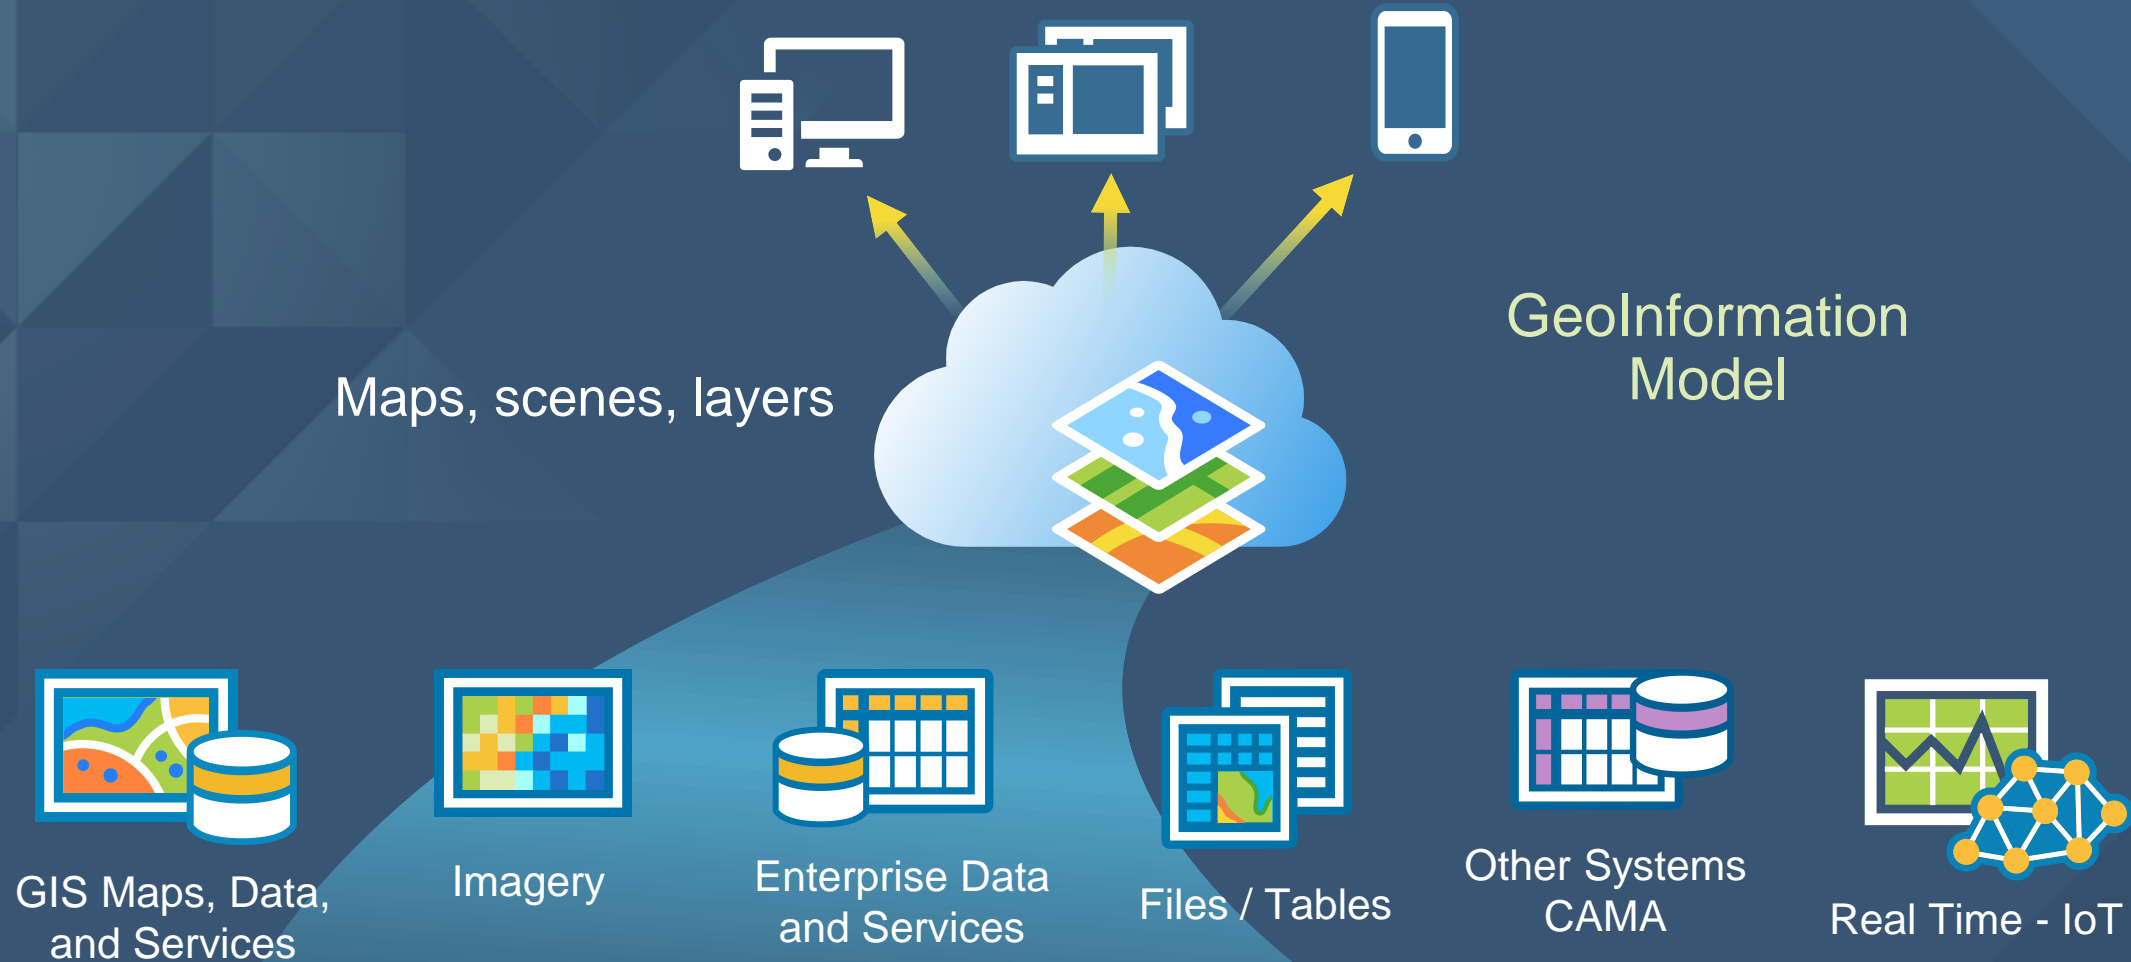 GeoInformation
Model
Maps, scenes, layers
GIS Maps, Data,
and Services
Imagery
Enterprise Data
and Services
Files / Tables
Other Systems
CAMA
Real Time - IoT